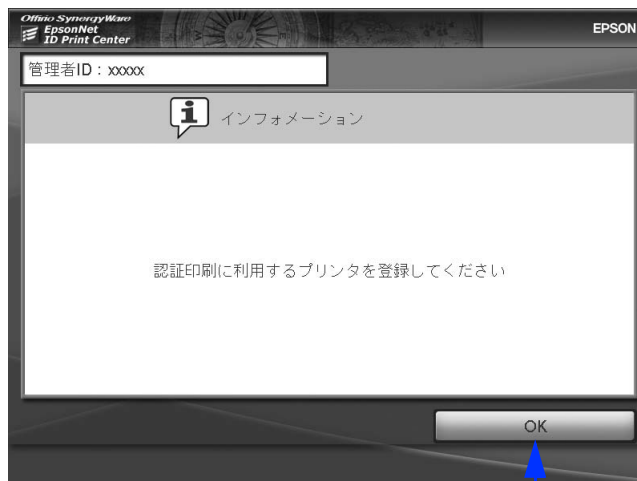 Offirio SynergyWare
EpsonNet
ID Print Center
EPSON
管理者ID：xxxxx
インフォメーション
認証印刷に利用するプリンタを登録してください
OK